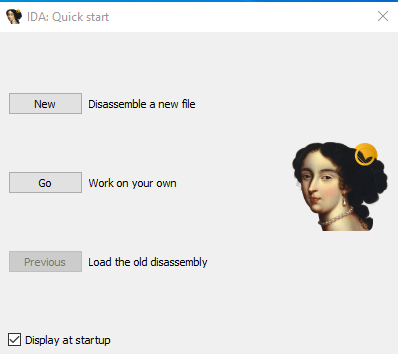 IDA: Quick start
New Disassemble a new file
Go Work on your own
Previous Load the old disassembly
Display at startup